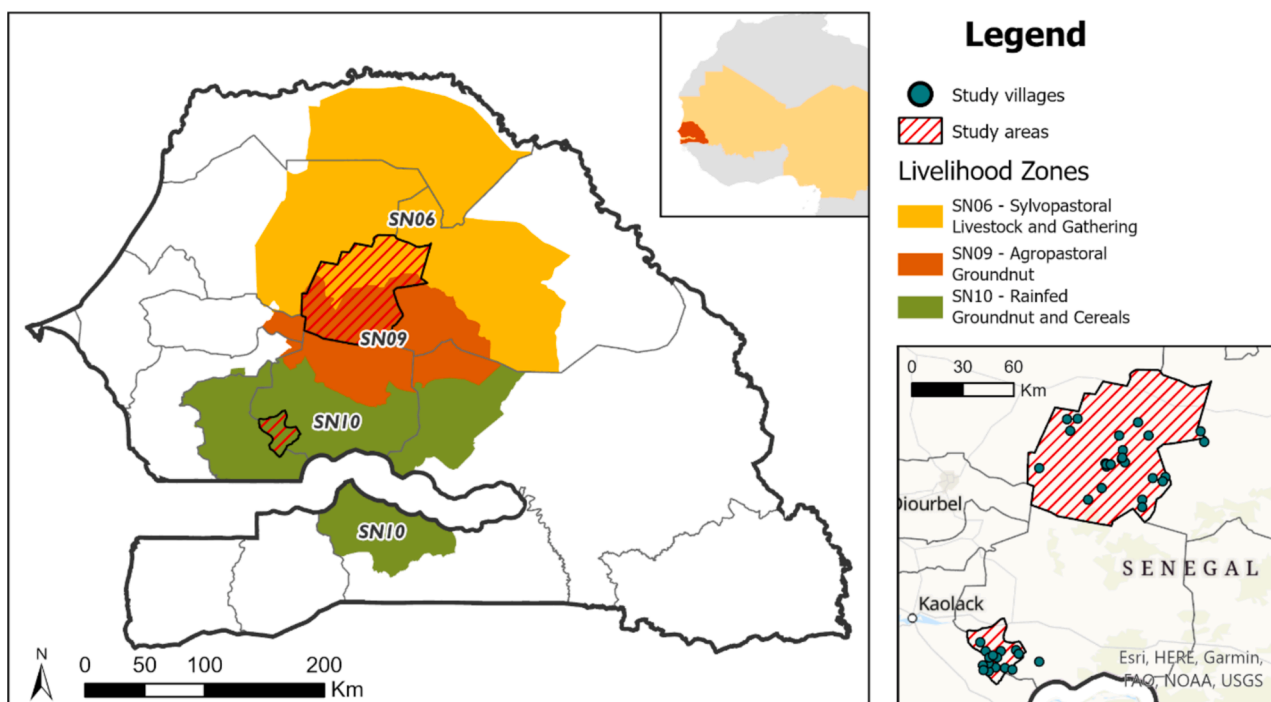 SN06
SN09
SN10
SN10
N
0 50 100 200
Km
Legend
Study villages
Study areas
Livelihood Zones
SN06 - Sylvopastoral
Livestock and Gathering
SN09 - Agropastoral
Groundnut
SN10 - Rainfed
Groundnut and Cereals
0 30 60
Km
Diourbel
SENEGAL
Kaolack
Esri, HERE, Garmin,
FAO, NOAA, USGS